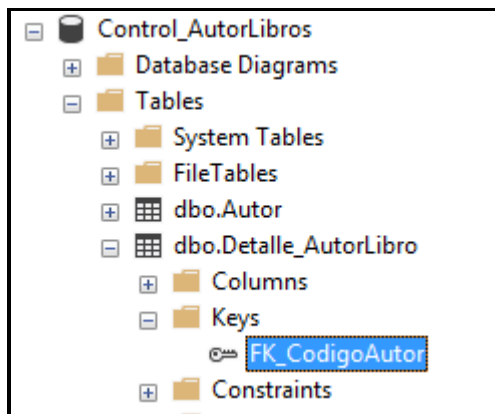 Control_AutorLibros
Database Diagrams
Tables
System Tables
FileTables
dbo.Autor
dbo.Detalle_AutorLibro
Columns
Keys
FK_CodigoAutor
Constraints